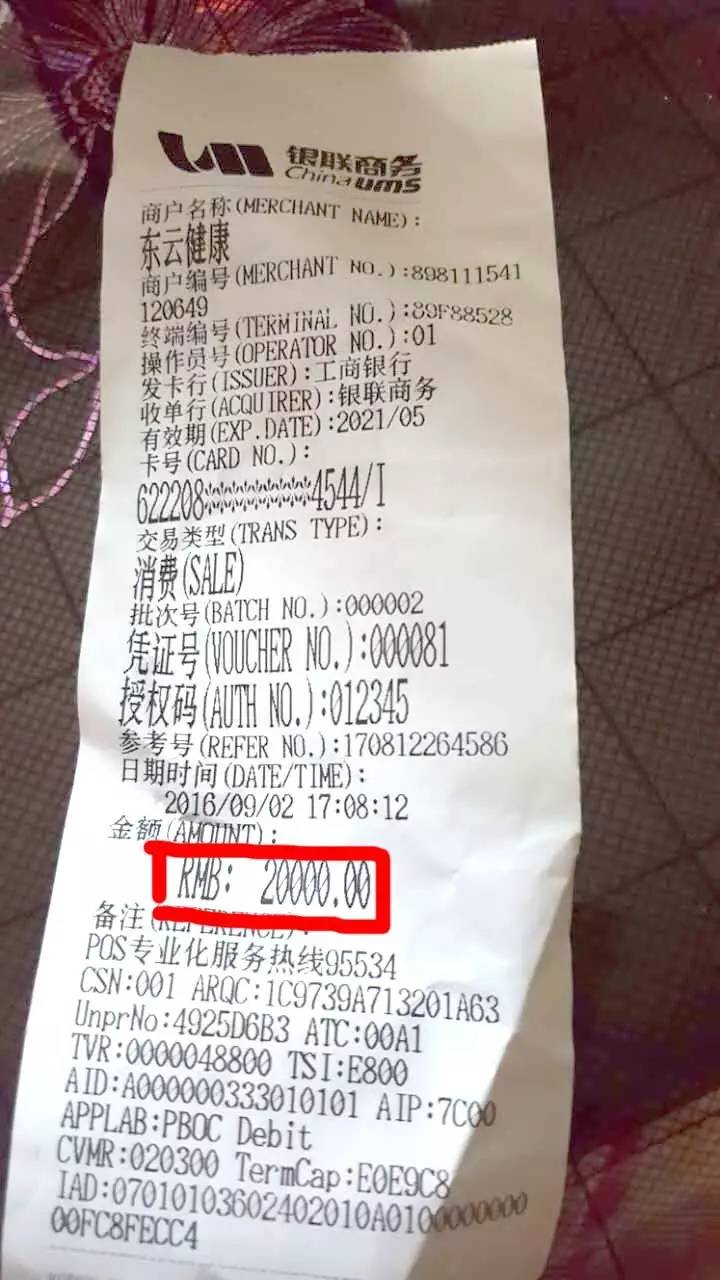 银联商务
China ums
商户名称(MERCHANT NAME):
东云健康
商户编号(MERCHANT NO.):898111541
120649
终端编号(TERMINAL NO.):89F88528
操作员号(OPERATOR NO.):01
发卡行(ISSUER):工商银行
收单行(ACQUIRER):银联商务
有效期(EXP.DATE):2021/05
卡号(CARD NO.):
622208*********4544/I
交易类型(TRANS TYPE):
消费(SALE)
批次号(BATCH NO.):000002
凭证号(VOUCHER NO.):000081
授权码(AUTH NO.):012345
参考号(REFER NO.):170812264586
日期时间(DATE/TIME):
2016/09/02 17:08:12
金额(AMOUNT):
RMB: 20000.00
备注(REFERENCE):
POS专业化服务热线95534
CSN:001 ARQC:1C9739A713201A63
UnprNo:4925D6B3 ATC:00A1
TVR:0000048800 TSI:E800
AID:A000000333010101 AIP:7C00
APPLAB:PBOC Debit
CVMR:020300 TermCap:E0E9C8
IAD:07010103602402010A0100000000
00FC8FECC4